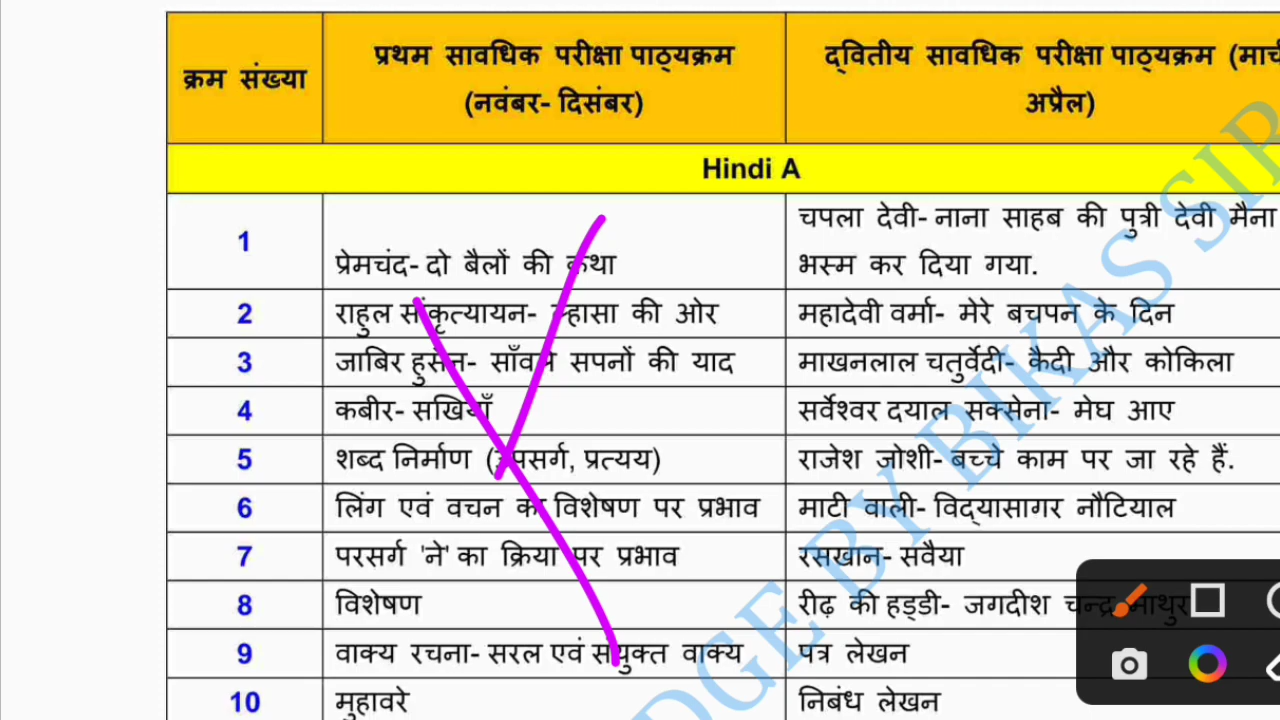 क्रम संख्या
प्रथम सावधिक परीक्षा पाठ्यक्रम
(नवंबर- दिसंबर)
द्वितीय सावधिक परीक्षा पाठ्यक्रम (मार्च
अप्रैल)
Hindi A
1
प्रेमचंद- दो बैलों की कथा
चपला देवी- नाना साहब की पुत्री देवी मैना
भस्म कर दिया गया.
2 राहुल सांकृत्यायन- ल्हासा की ओर महादेवी वर्मा- मेरे बचपन के दिन
3 जाबिर हुसैन- साँवले सपनों की याद माखनलाल चतुर्वेदी- कैदी और कोकिला
4 कबीर- सखियाँ सर्वेश्वर दयाल सक्सेना- मेघ आए
5 शब्द निर्माण (उपसर्ग, प्रत्यय) राजेश जोशी- बच्चे काम पर जा रहे हैं.
6 लिंग एवं वचन का विशेषण पर प्रभाव माटी वाली- विद्यासागर नौटियाल
7 परसर्ग 'ने' का क्रिया पर प्रभाव रसखान- सवैया
8 विशेषण रीढ़ की हड्डी- जगदीश चन्द्र माथुर
9 वाक्य रचना- सरल एवं संयुक्त वाक्य पत्र लेखन
10 मुहावरे निबंध लेखन
BY BIKAS